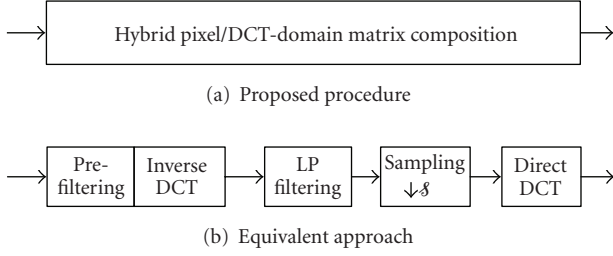 Hybrid pixel/DCT-domain matrix composition
(a) Proposed procedure
Pre-
filtering
Inverse
DCT
LP
filtering
Sampling
↓𝓈
Direct
DCT
(b) Equivalent approach